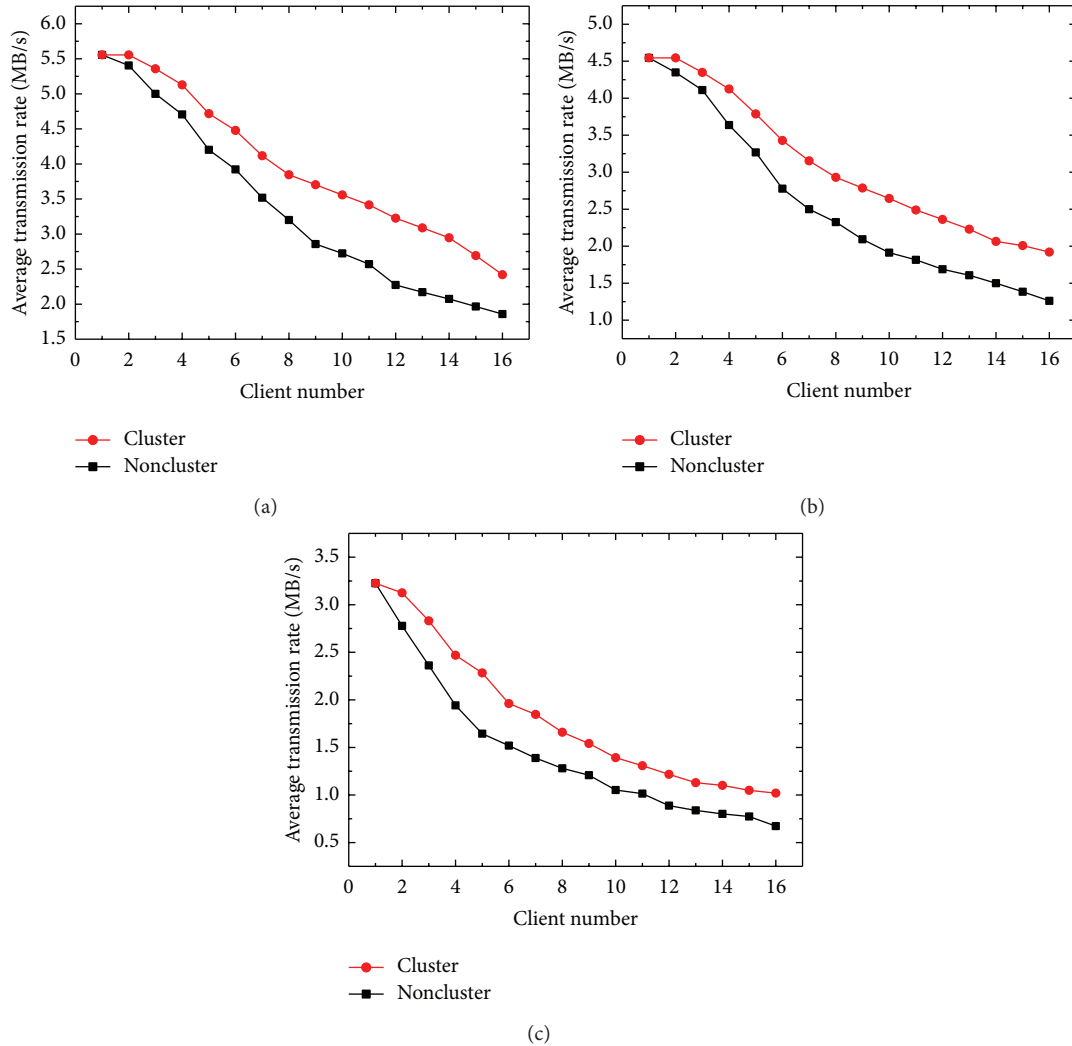 Average transmission rate (MB/s)
6.0
5.5
5.0
4.5
4.0
3.5
3.0
2.5
2.0
1.5
0 2 4 6 8 10 12 14 16
Client number
Cluster
Noncluster
(a)
Average transmission rate (MB/s)
5.0
4.5
4.0
3.5
3.0
2.5
2.0
1.5
1.0
0 2 4 6 8 10 12 14 16
Client number
Cluster
Noncluster
(b)
Average transmission rate (MB/s)
3.5
3.0
2.5
2.0
1.5
1.0
0.5
0 2 4 6 8 10 12 14 16
Client number
Cluster
Noncluster
(c)